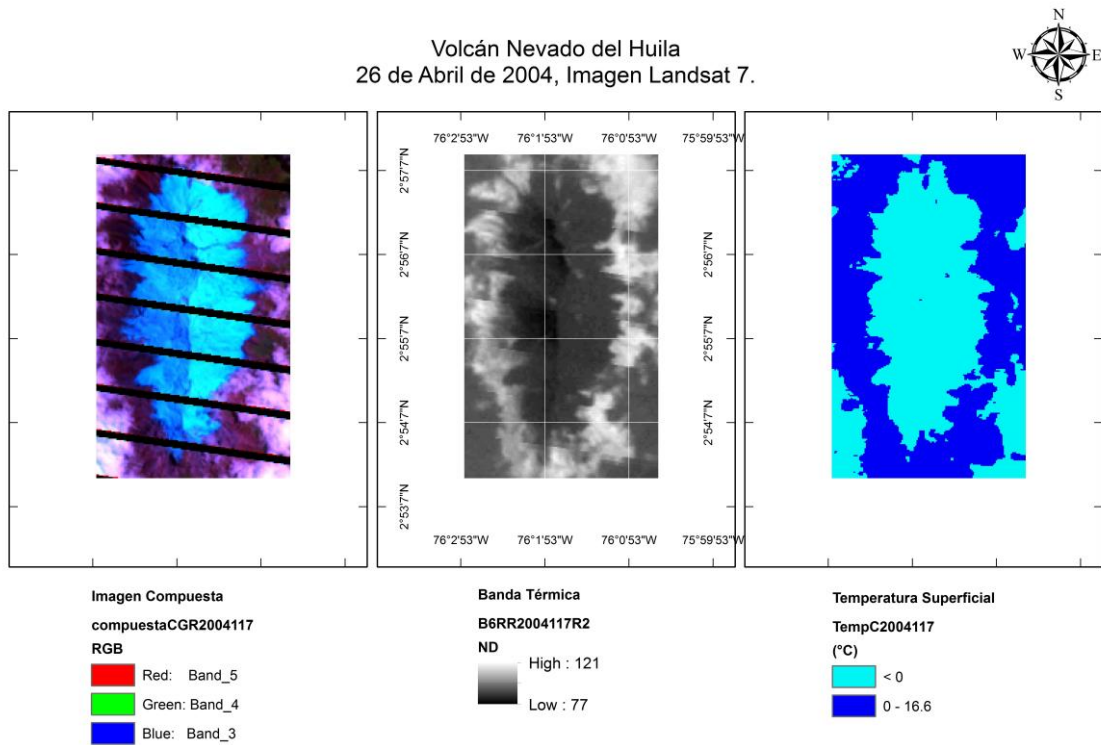 Volcán Nevado del Huila
26 de Abril de 2004, Imagen Landsat 7.
N
W E
S
76°2'53"W 76°1'53"W 76°0'53"W 75°59'53"W
2°57'7"N 2°57'7"N
2°56'7"N 2°56'7"N
2°55'7"N 2°55'7"N
2°54'7"N 2°54'7"N
2°53'7"N
76°2'53"W 76°1'53"W 76°0'53"W 75°59'53"W
Imagen Compuesta
compuestaCGR2004117
RGB
Red: Band_5
Green: Band_4
Blue: Band_3
Banda Térmica
B6RR2004117R2
ND
High : 121
Low : 77
Temperatura Superficial
TempC2004117
(°C)
< 0
0 - 16.6